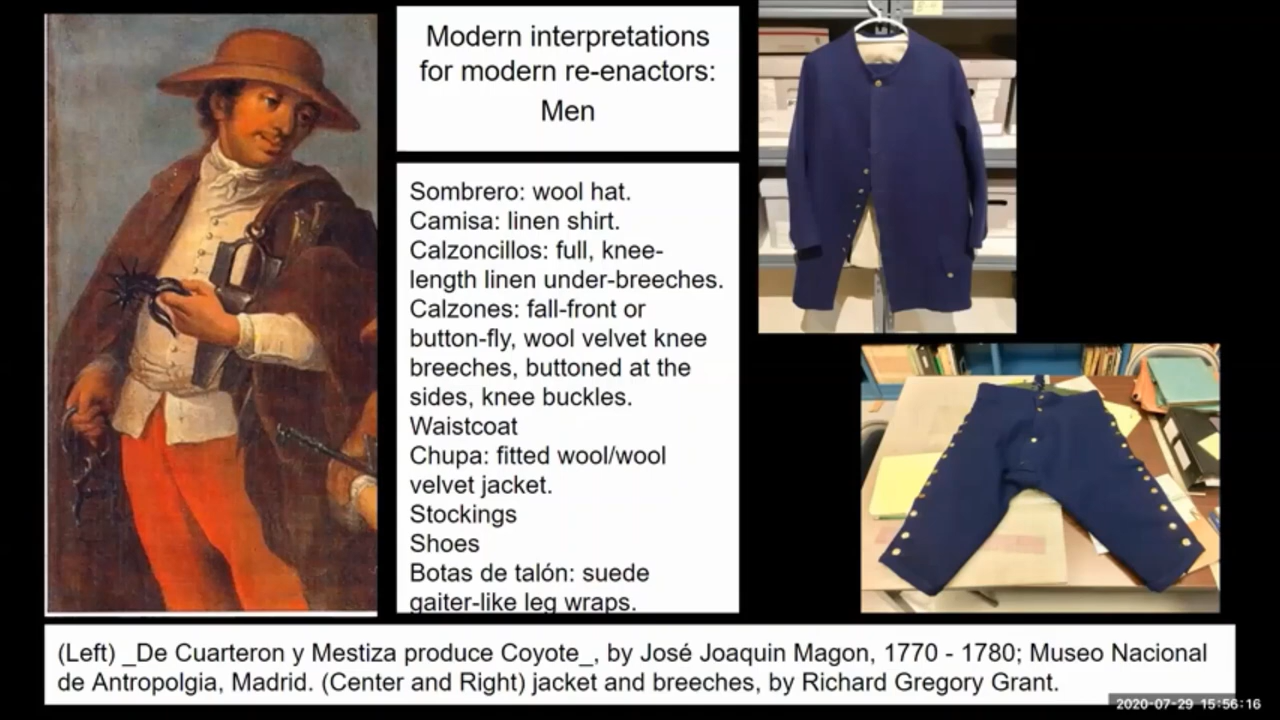 Modern interpretations
for modern re-enactors:
Men
Sombrero: wool hat.
Camisa: linen shirt.
Calzoncillos: full, knee-
length linen under-breeches.
Calzones: fall-front or
button-fly, wool velvet knee
breeches, buttoned at the
sides, knee buckles.
Waistcoat
Chupa: fitted wool/wool
velvet jacket.
Stockings
Shoes
Botas de talón: suede
gaiter-like leg wraps.
(Left) _De Cuarteron y Mestiza produce Coyote_, by José Joaquin Magon, 1770 - 1780; Museo Nacional
de Antropolgia, Madrid. (Center and Right) jacket and breeches, by Richard Gregory Grant.
2020-07-29 15:56:16